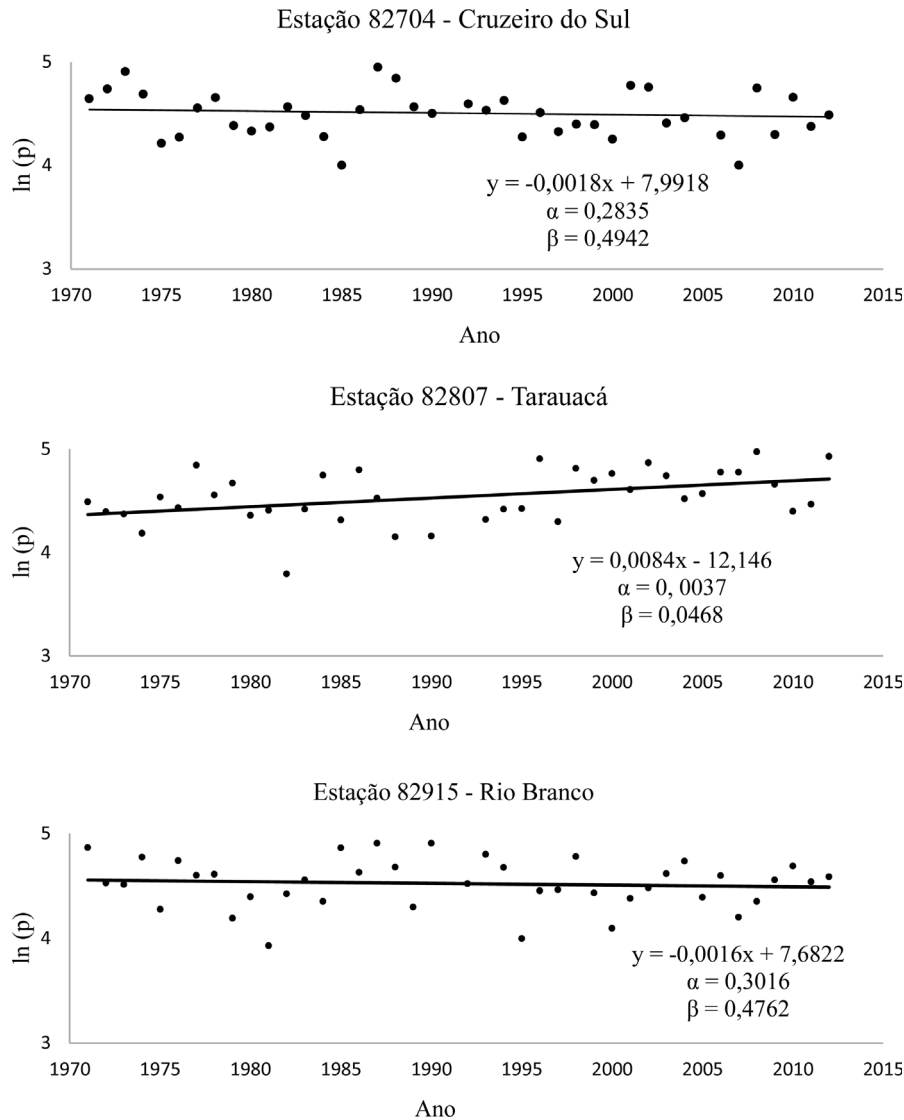 Estação 82704 - Cruzeiro do Sul
5
4
3
ln (p)
y = -0,0018x + 7,9918
α = 0,2835
β = 0,4942
1970 1975 1980 1985 1990 1995 2000 2005 2010 2015
Ano
Estação 82807 - Tarauacá
5
4
3
ln (p)
y = 0,0084x - 12,146
α = 0, 0037
β = 0,0468
1970 1975 1980 1985 1990 1995 2000 2005 2010 2015
Ano
Estação 82915 - Rio Branco
5
4
3
ln (p)
y = -0,0016x + 7,6822
α = 0,3016
β = 0,4762
1970 1975 1980 1985 1990 1995 2000 2005 2010 2015
Ano